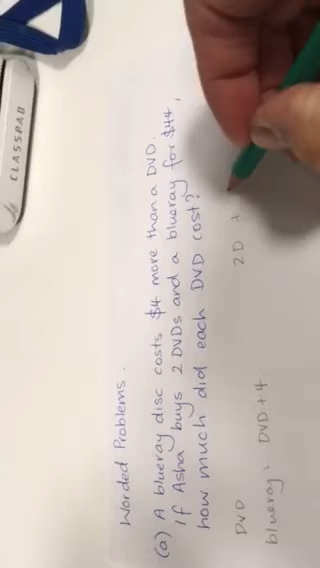 CLASSPAD
Worded Problems.
(a) A blueray disc costs $4 more than a DVD.
If Asha buys 2 DVDs and a blueray for $44,
how much did each DVD cost?
DVD
2D +
blueray: DVD + 4